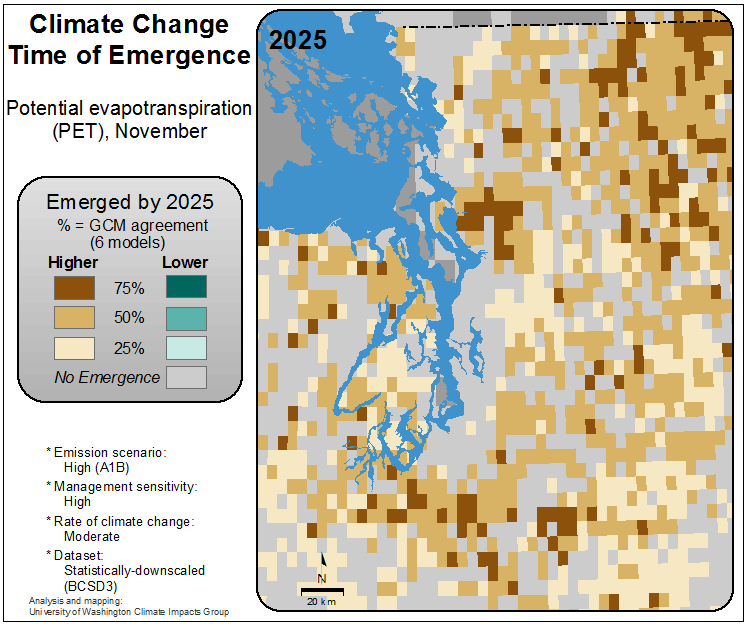 Climate Change
Time of Emergence
Potential evapotranspiration
(PET), November
Emerged by 2025
% = GCM agreement
(6 models)
Higher Lower
75%
50%
25%
No Emergence
* Emission scenario:
High (A1B)
* Management sensitivity:
High
* Rate of climate change:
Moderate
* Dataset:
Statistically-downscaled
(BCSD3)
Analysis and mapping:
University of Washington Climate Impacts Group
2025
N
20 km